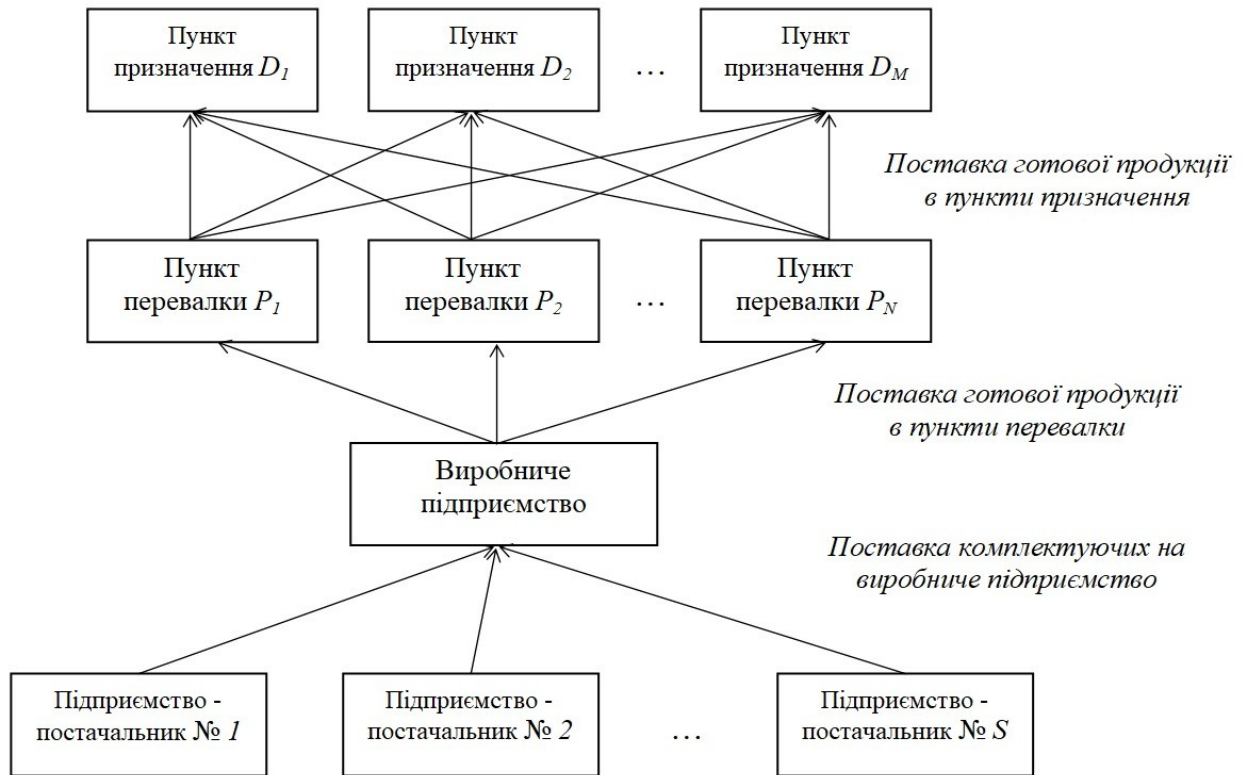 Пункт
призначення D1
Пункт
призначення D2
…
Пункт
призначення DM
Поставка готової продукції
в пункти призначення
Пункт
перевалки P1
Пункт
перевалки P2
…
Пункт
перевалки PN
Поставка готової продукції
в пункти перевалки
Виробниче
підприємство
Поставка комплектуючих на
виробниче підприємство
Підприємство -
постачальник № 1
Підприємство -
постачальник № 2
…
Підприємство -
постачальник № S